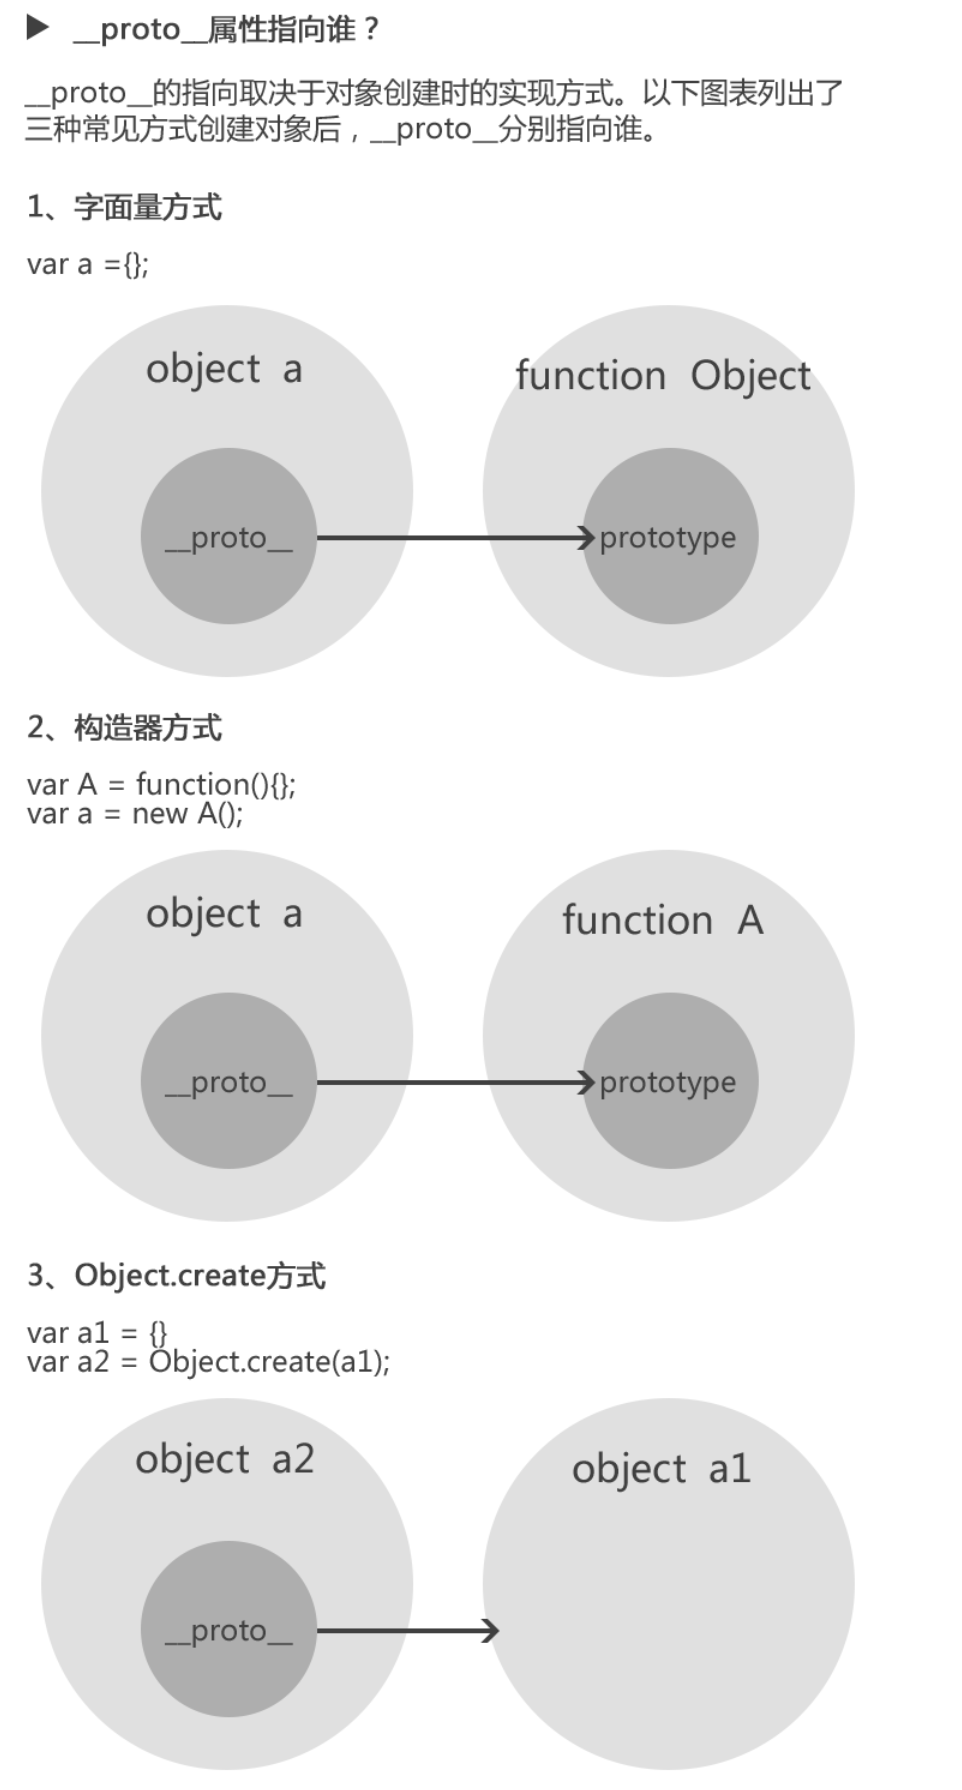 ▶ __proto__属性指向谁？
__proto__的指向取决于对象创建时的实现方式。以下图表列出了
三种常见方式创建对象后，__proto__分别指向谁。
1、字面量方式
var a ={};
object a
function Object
__proto__
prototype
2、构造器方式
var A = function(){};
var a = new A();
object a
function A
__proto__
prototype
3、Object.create方式
var a1 = {}
var a2 = Object.create(a1);
object a2
object a1
__proto__